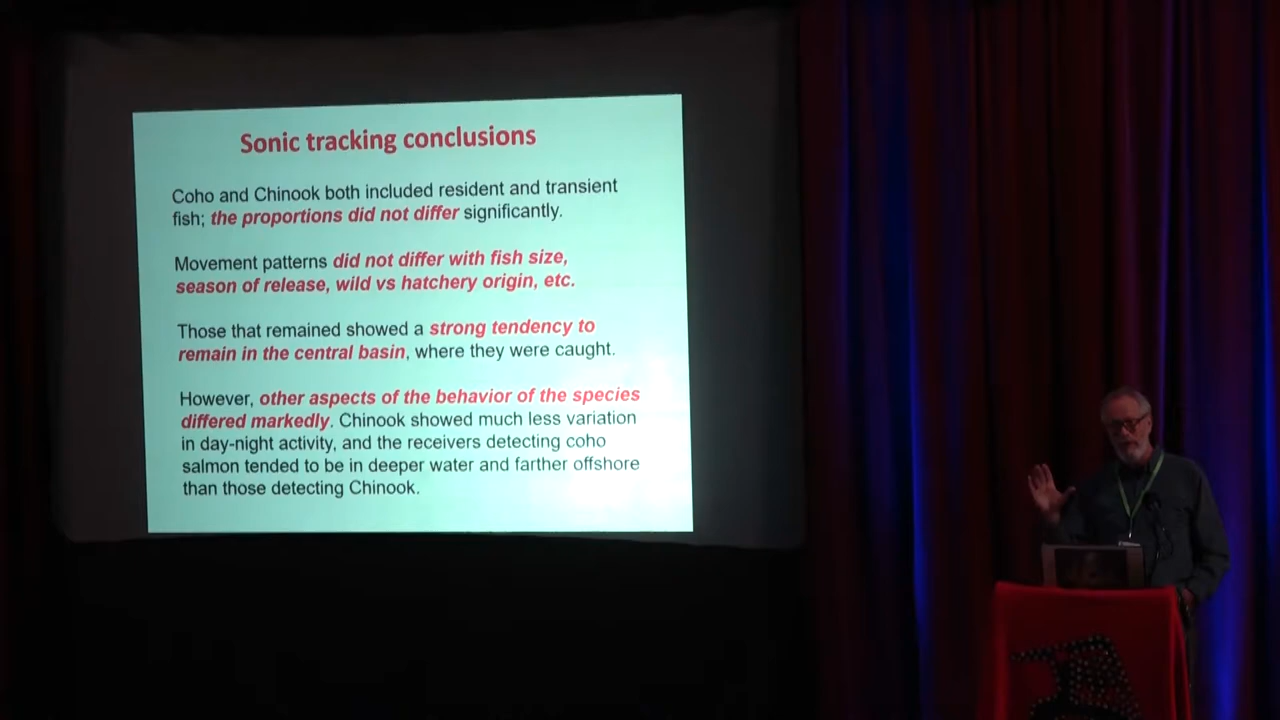 Sonic tracking conclusions
Coho and Chinook both included resident and transient
fish; the proportions did not differ significantly.
Movement patterns did not differ with fish size,
season of release, wild vs hatchery origin, etc.
Those that remained showed a strong tendency to
remain in the central basin, where they were caught.
However, other aspects of the behavior of the species
differed markedly. Chinook showed much less variation
in day-night activity, and the receivers detecting coho
salmon tended to be in deeper water and farther offshore
than those detecting Chinook.